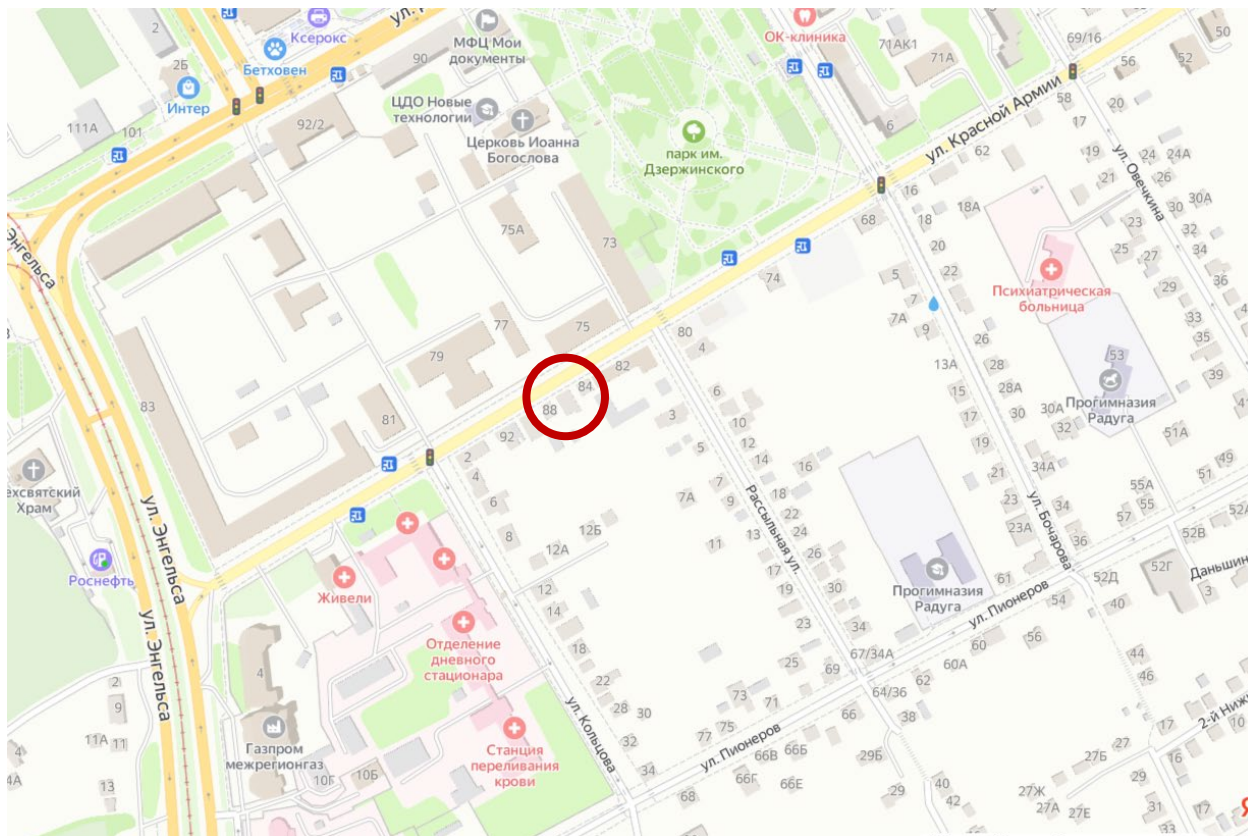 2
Ксерокс
МФЦ Мои
документы
ОК-клиника
71АК1
71А
69/16
50
52
56
2Б
Бетховен
90
Интер
ЦДО Новые
технологии
111А
101
92/2
Церковь Иоанна
Богослова
парк им.
Дзержинского
6
ул. Красной Армии
58
20
17
62
19
24
24А
21
26
ул. Овечкина
16
18А
30
30А
18
23
32
68
73
75А
20
25
27
34
Энгельса
74
5
22
Психиатрическая
больница
29
36
7
7А
9
33
77
75
80
26
35
79
4
82
13А
28
53
39
84
6
15
28А
Прогимназия
Радуга
83
81
88
3
10
17
30
30А
32
92
12
5
19
51А
2
14
16
21
34А
49
4
7
51
Трехсвятский
Храм
6
7А
9
18
23
34
55А
55
22
23А
57
52А
8
12Б
13
24
ул. Энгельса
12А
11
26
36
52В
Роснефть
Рассыльная ул.
ул. Бочарова
Живели
12
17
30
Прогимназия
Радуга
61
52Д
52Г
Даньшин
14
19
54
40
3
ул. Энгельса
23
34
ул. Пионеров
Отделение
дневного
стационара
18
67/34А
60
56
4
25
69
60А
44
2
22
62
46
9
28
30
73
71
64/36
ул. Кольцова
77
75
66
38
17
2-й Ниж
11А
11
Газпром
межрегионгаз
Станция
переливания
крови
32
ул. Пионеров
66В
66Б
29Б
27Б
27
16
10
4А
10Г
10Б
34
66Г
66Е
40
29
13
68
29
42
27Ж
27А
27Е
31
17
33
Я